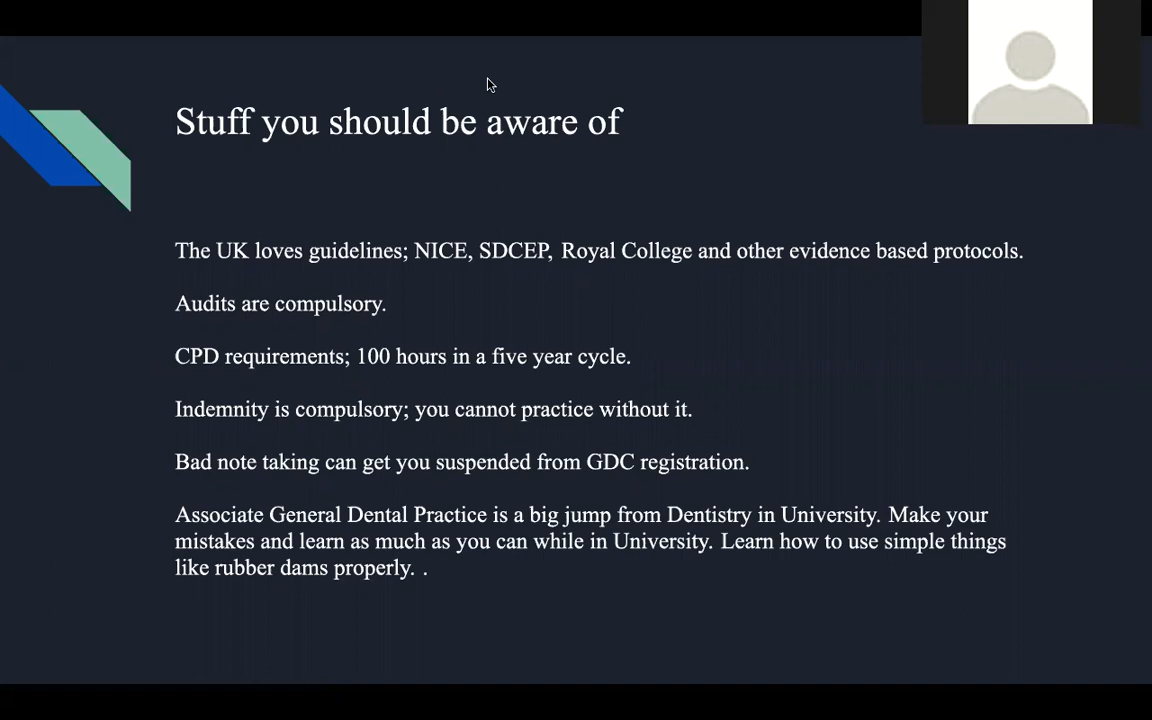 Stuff you should be aware of
The UK loves guidelines; NICE, SDCEP, Royal College and other evidence based protocols.
Audits are compulsory.
CPD requirements; 100 hours in a five year cycle.
Indemnity is compulsory; you cannot practice without it.
Bad note taking can get you suspended from GDC registration.
Associate General Dental Practice is a big jump from Dentistry in University. Make your
mistakes and learn as much as you can while in University. Learn how to use simple things
like rubber dams properly. .